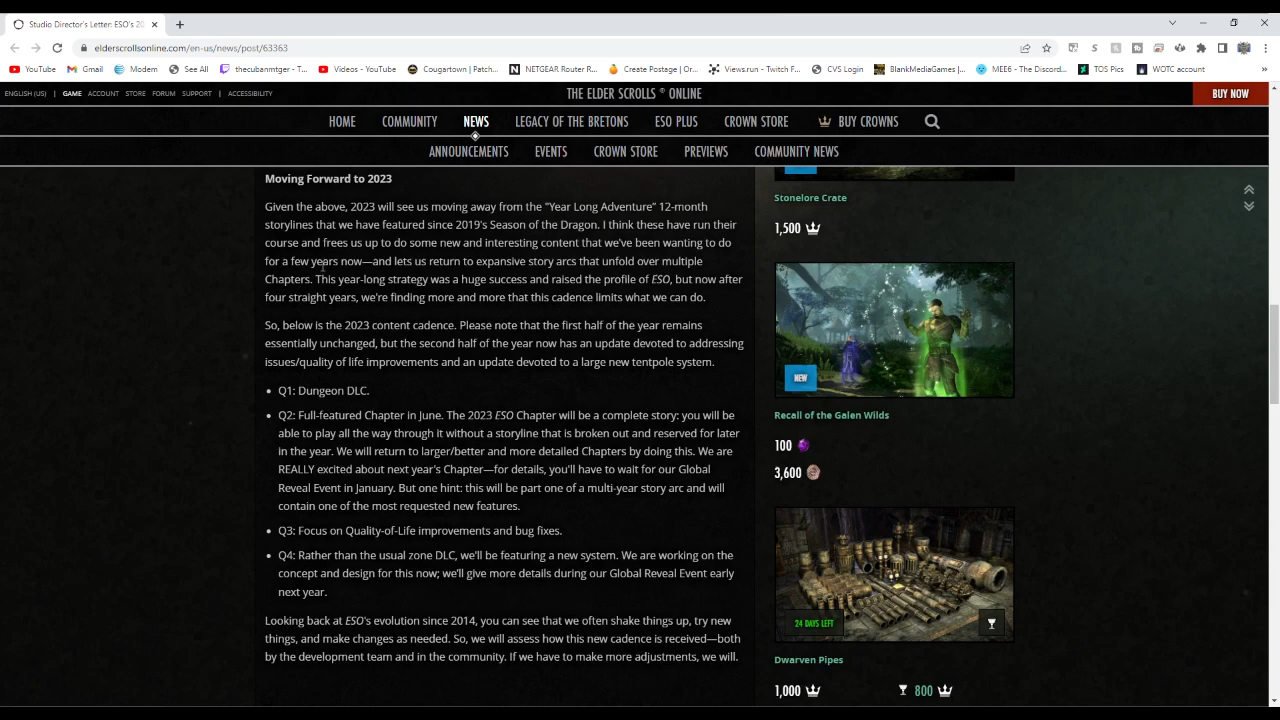 Studio Director's Letter: ESO's 20
elderscrollsonline.com/en-us/news/post/63363
YouTube
Gmail
Modem
See All
thecubanmtger - T...
Videos - YouTube
Cougartown | Patch...
NETGEAR Router R...
Create Postage | Or...
Views.run - Twitch F...
CVS Login
BlankMediaGames |...
MEE6 - The Discord...
TOS Pics
WOTC account
ENGLISH (US) | GAME ACCOUNT STORE FORUM SUPPORT | ACCESSIBILITY
THE ELDER SCROLLS ® ONLINE
BUY NOW
HOME COMMUNITY NEWS LEGACY OF THE BRETONS ESO PLUS CROWN STORE BUY CROWNS
ANNOUNCEMENTS EVENTS CROWN STORE PREVIEWS COMMUNITY NEWS
Moving Forward to 2023
Given the above, 2023 will see us moving away from the "Year Long Adventure" 12-month
storylines that we have featured since 2019's Season of the Dragon. I think these have run their
course and frees us up to do some new and interesting content that we've been wanting to do
for a few years now—and lets us return to expansive story arcs that unfold over multiple
Chapters. This year-long strategy was a huge success and raised the profile of ESO, but now after
four straight years, we're finding more and more that this cadence limits what we can do.
So, below is the 2023 content cadence. Please note that the first half of the year remains
essentially unchanged, but the second half of the year now has an update devoted to addressing
issues/quality of life improvements and an update devoted to a large new tentpole system.
• Q1: Dungeon DLC.
• Q2: Full-featured Chapter in June. The 2023 ESO Chapter will be a complete story: you will be
able to play all the way through it without a storyline that is broken out and reserved for later
in the year. We will return to larger/better and more detailed Chapters by doing this. We are
REALLY excited about next year's Chapter—for details, you'll have to wait for our Global
Reveal Event in January. But one hint: this will be part one of a multi-year story arc and will
contain one of the most requested new features.
• Q3: Focus on Quality-of-Life improvements and bug fixes.
• Q4: Rather than the usual zone DLC, we'll be featuring a new system. We are working on the
concept and design for this now; we'll give more details during our Global Reveal Event early
next year.
Looking back at ESO's evolution since 2014, you can see that we often shake things up, try new
things, and make changes as needed. So, we will assess how this new cadence is received—both
by the development team and in the community. If we have to make more adjustments, we will.
Stonelore Crate
1,500
NEW
Recall of the Galen Wilds
100
3,600
24 DAYS LEFT
Dwarven Pipes
1,000 800